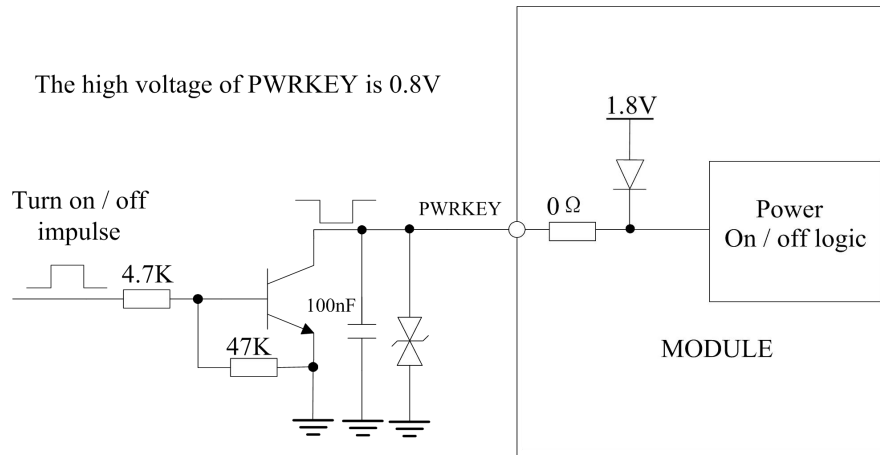 The high voltage of PWRKEY is 0.8V
1.8V
Turn on / off
impulse
PWRKEY
0 Ω
Power
On / off logic
4.7K
100nF
47K
MODULE